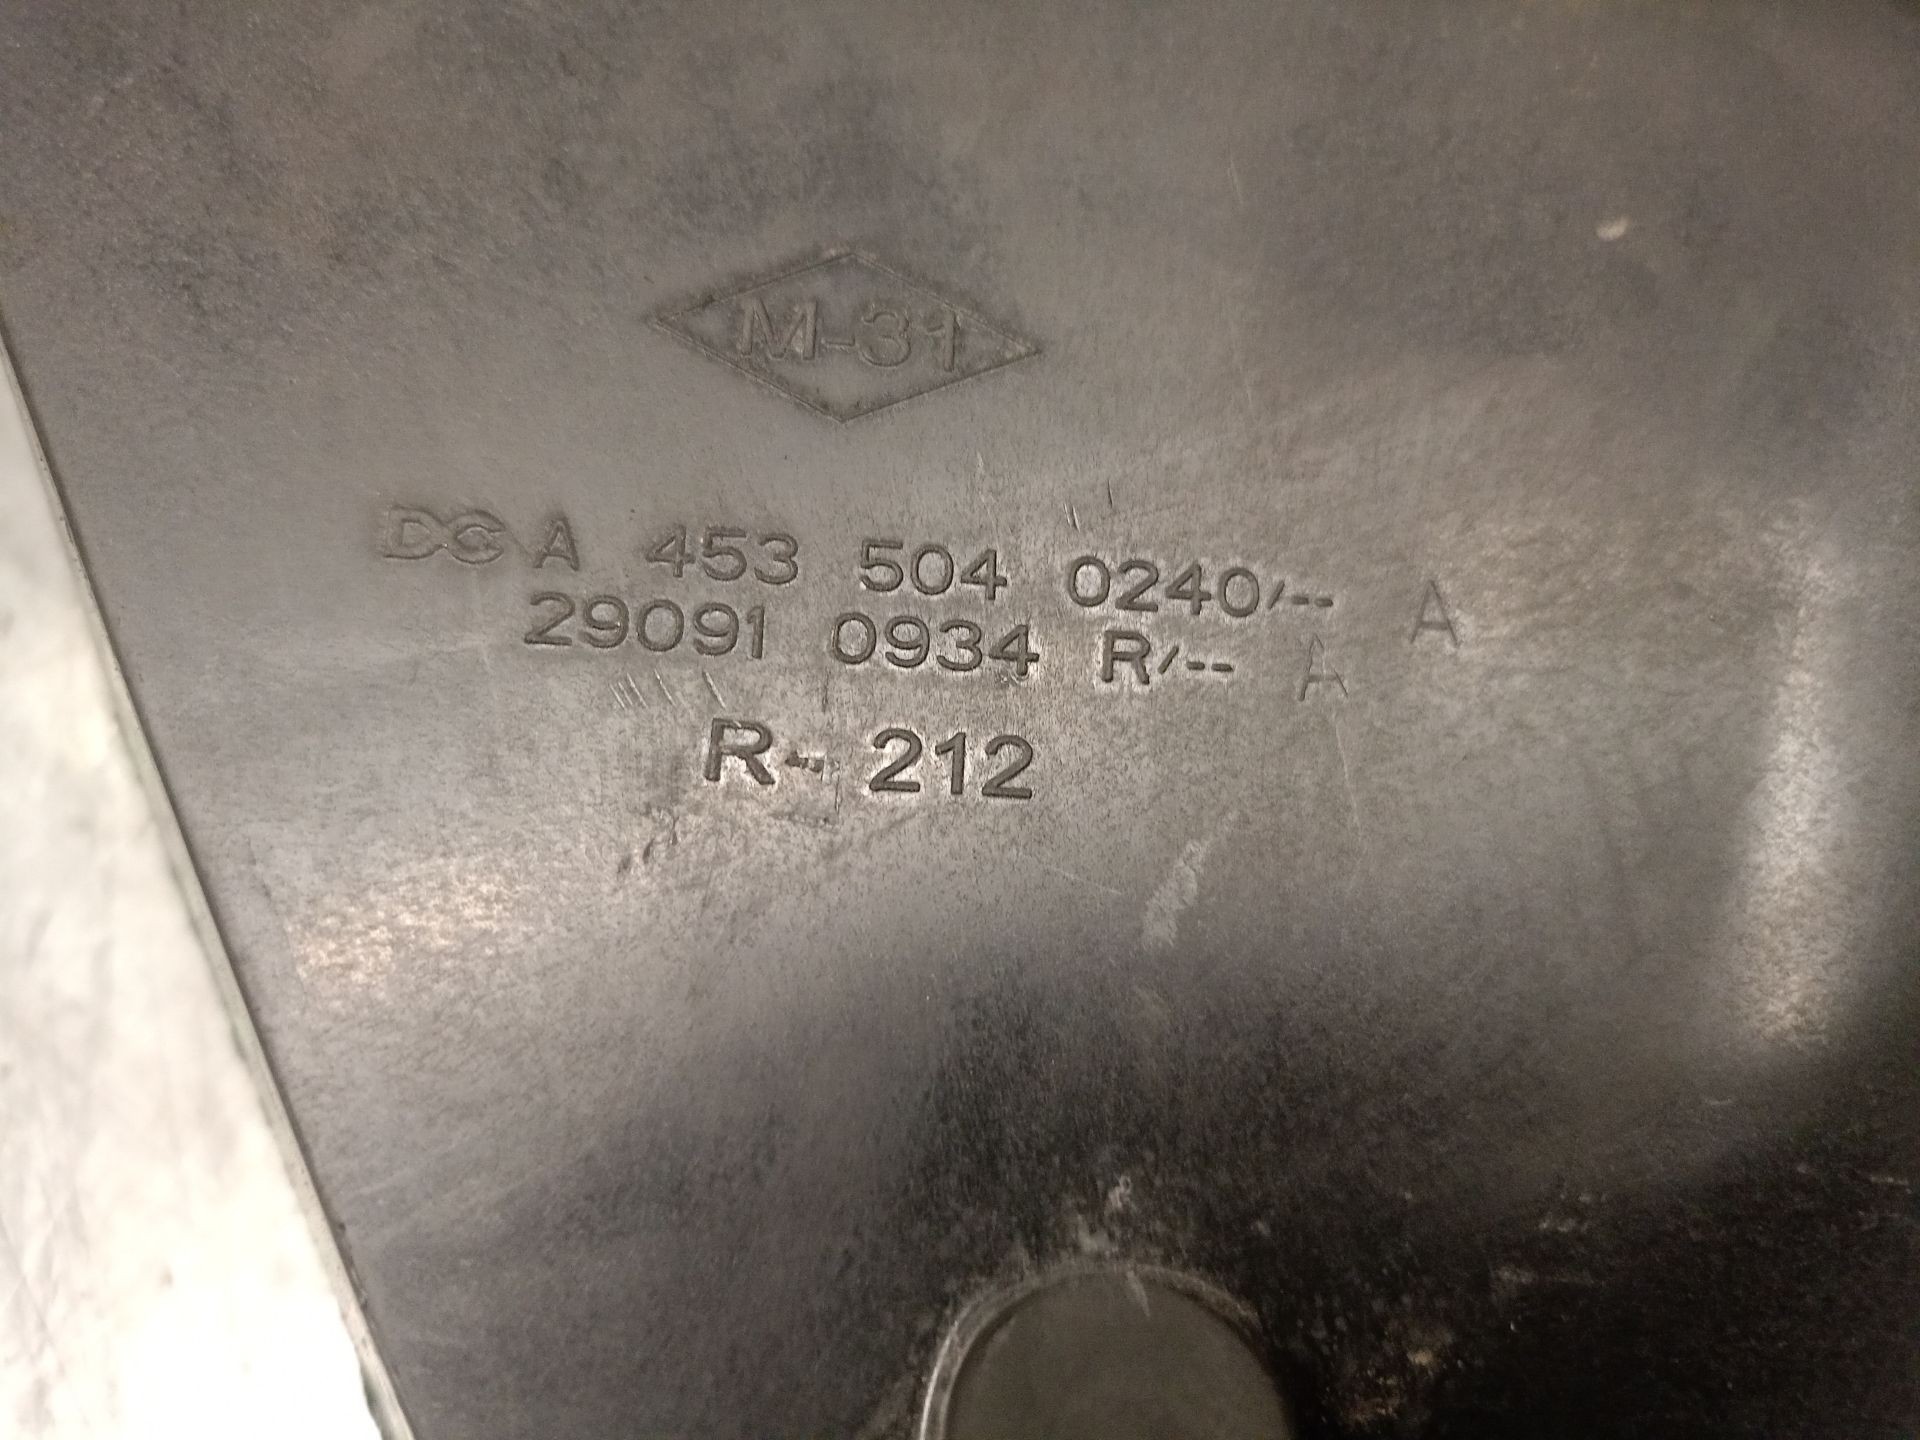 M-31
DC A 453 504 0240/-- A
29091 0934 R/-- A
R- 212